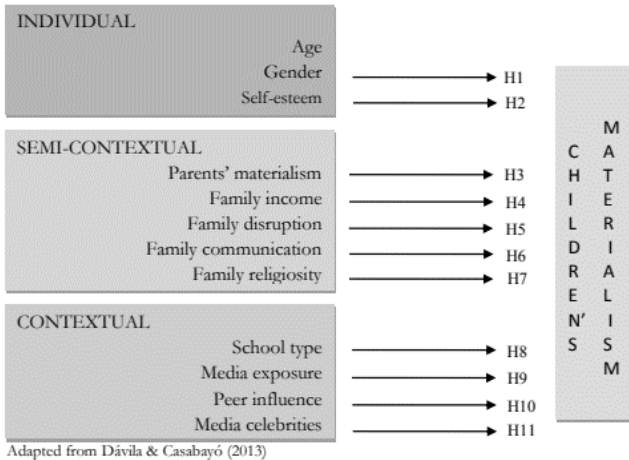 INDIVIDUAL
Age
Gender
H1
Self-esteem
H2
SEMI-CONTEXTUAL
Parents' materialism
H3
Family income
H4
Family disruption
H5
Family communication
H6
Family religiosity
H7
CONTEXTUAL
School type
H8
Media exposure
H9
Peer influence
H10
Media celebrities
H11
CHILDREN'S
MATERIALISM
Adapted from Dávila & Casabayó (2013)